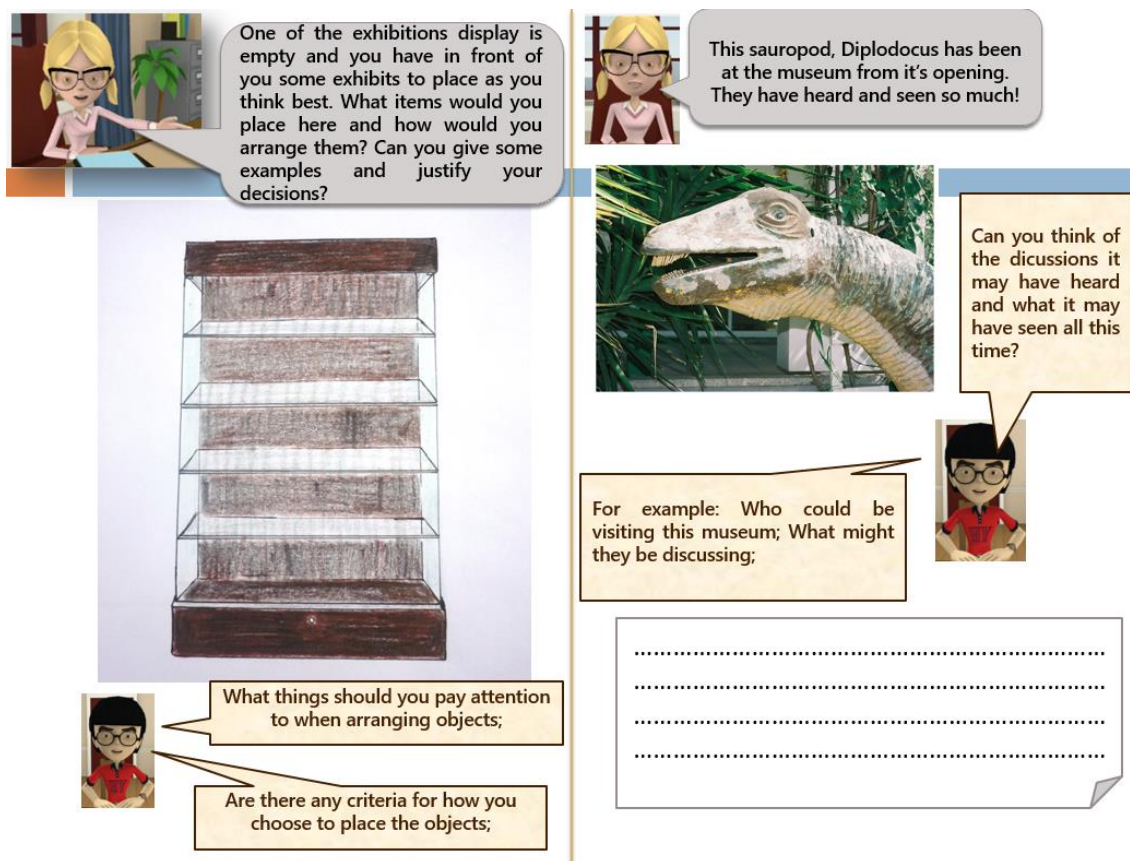 One of the exhibitions display is
empty and you have in front of
you some exhibits to place as you
think best. What items would you
place here and how would you
arrange them? Can you give some
examples and justify your
decisions?
What things should you pay attention
to when arranging objects;
Are there any criteria for how you
choose to place the objects;
This sauropod, Diplodocus has been
at the museum from it's opening.
They have heard and seen so much!
Can you think of
the dicussions it
may have heard
and what it may
have seen all this
time?
For example: Who could be
visiting this museum; What might
they be discussing;